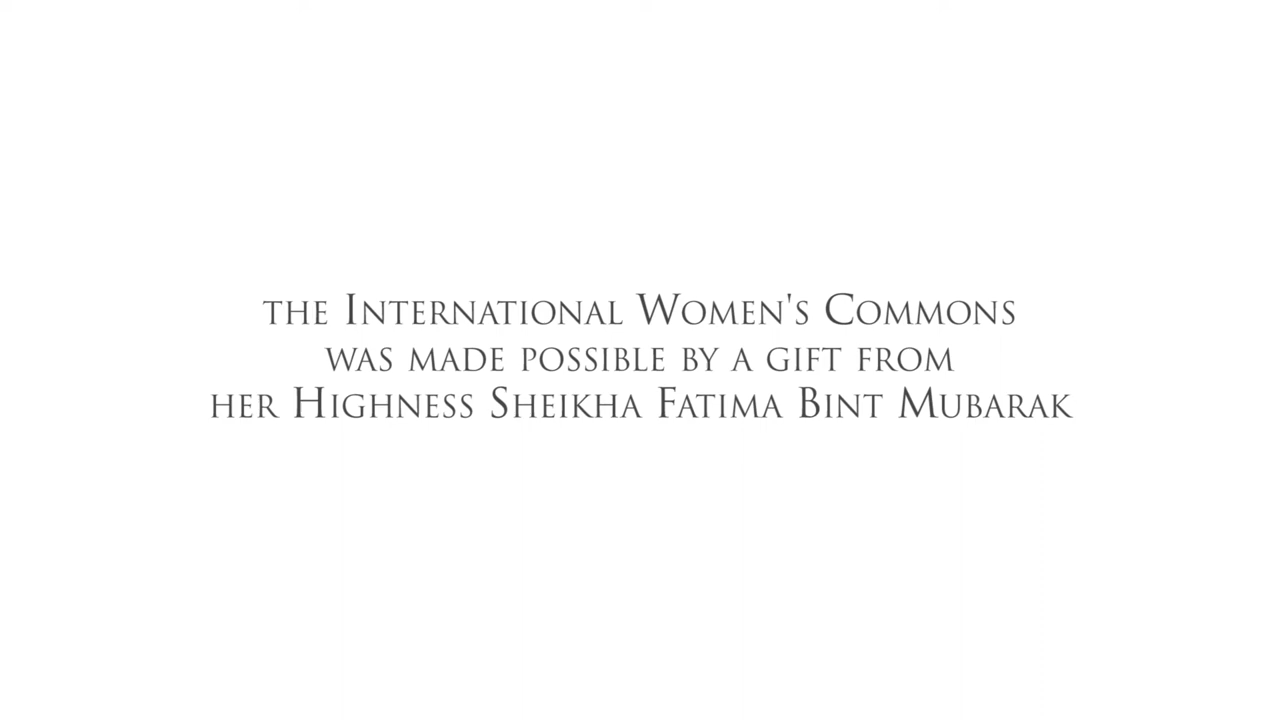 THE INTERNATIONAL WOMEN'S COMMONS
WAS MADE POSSIBLE BY A GIFT FROM
HER HIGHNESS SHEIKHA FATIMA BINT MUBARAK